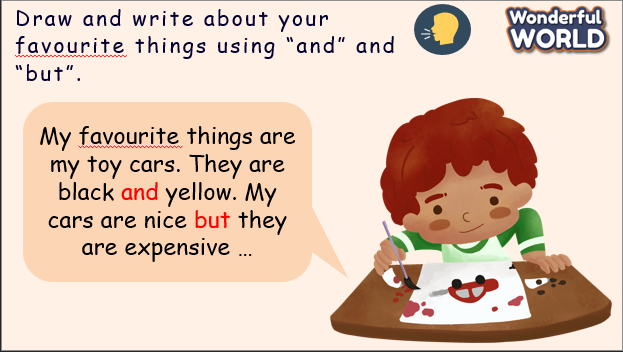 Draw and write about your
favourite things using “and” and
“but”.
Wonderful
WORLD
My favourite things are
my toy cars. They are
black and yellow. My
cars are nice but they
are expensive …